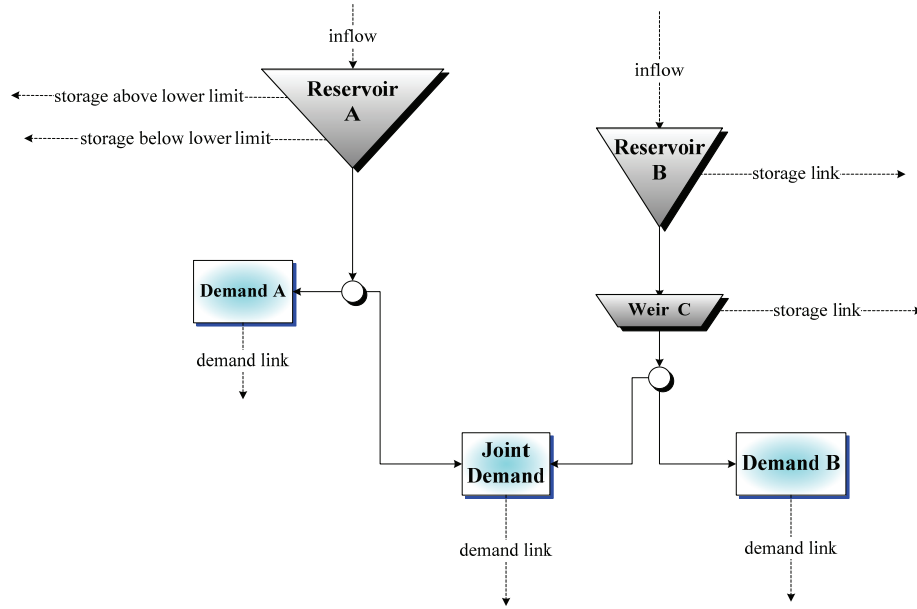 inflow
Reservoir
A
storage above lower limit
storage below lower limit
inflow
Reservoir
B
storage link
Demand A
demand link
Weir C
storage link
Joint
Demand
demand link
Demand B
demand link